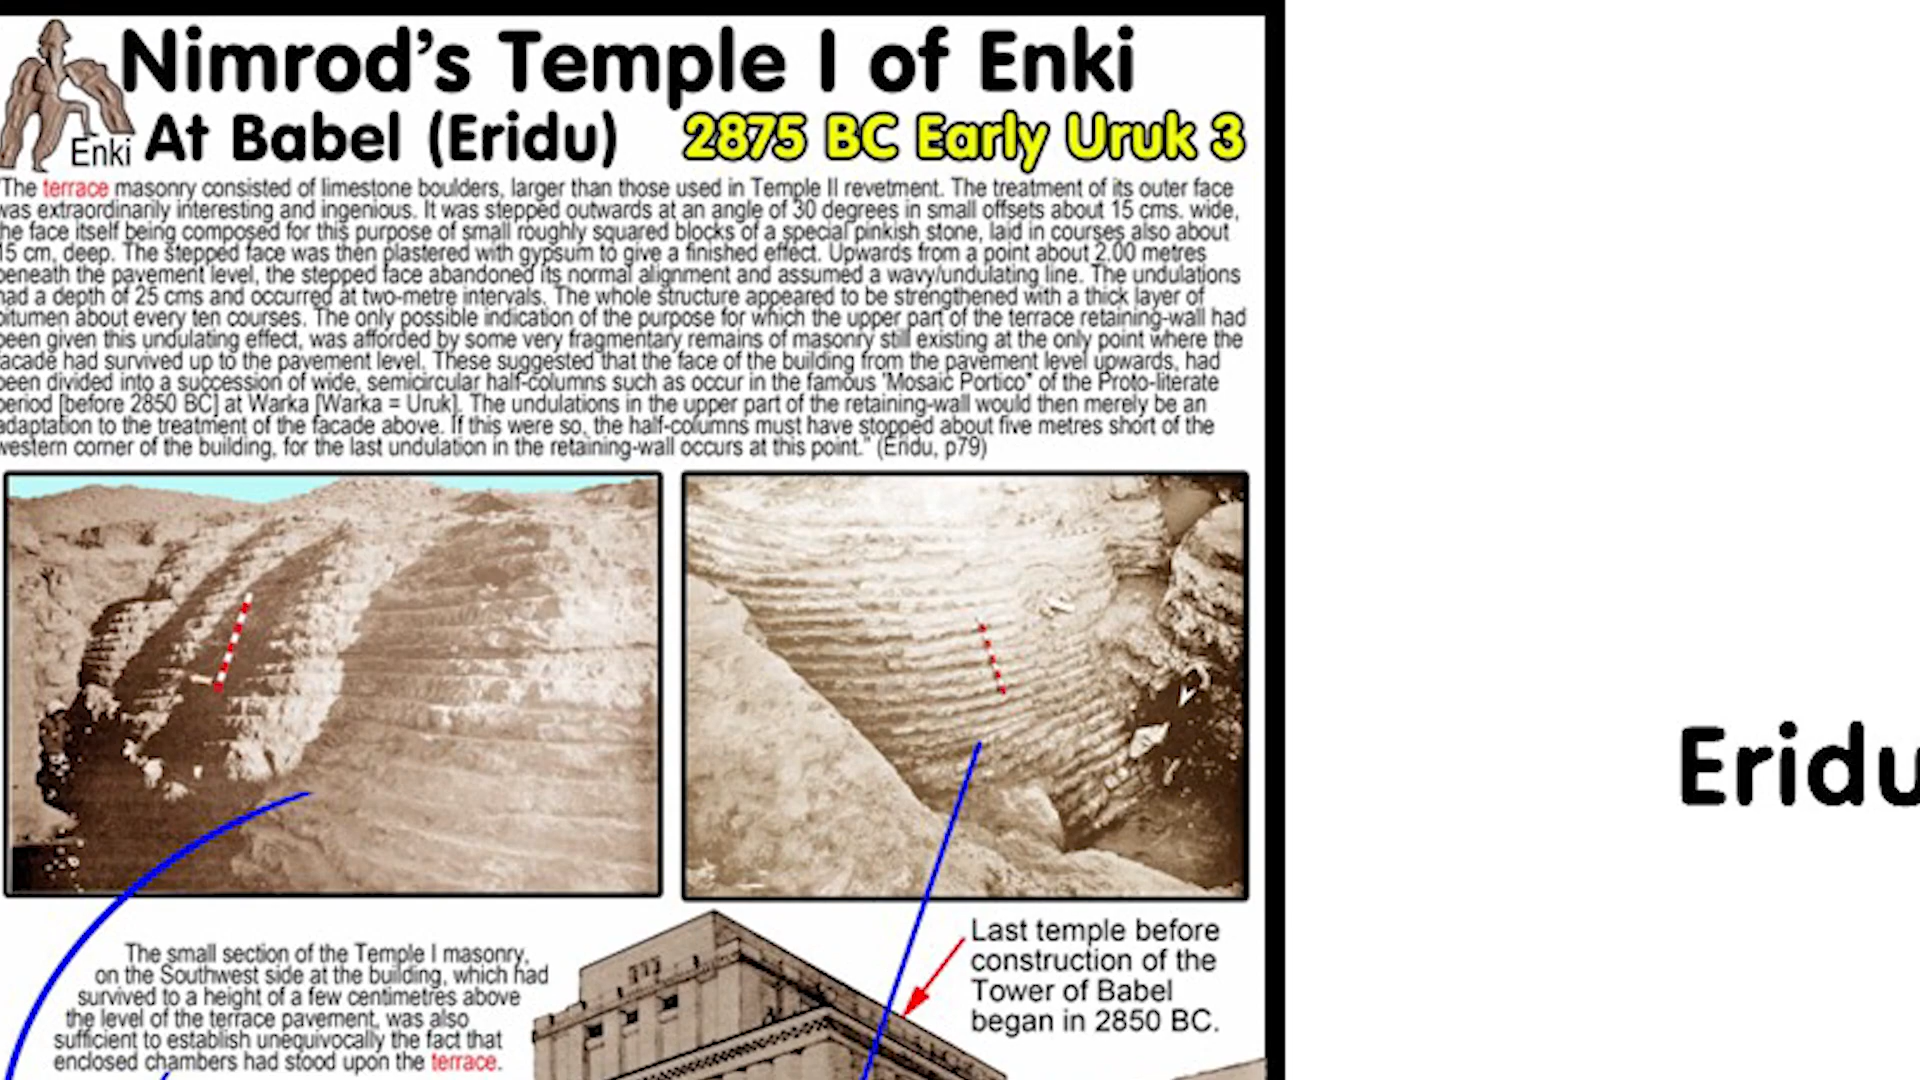 Nimrod's Temple I of Enki
Enki
At Babel (Eridu)
2875 BC Early Uruk 3
The terrace masonry consisted of limestone boulders, larger than those used in Temple II revetment. The treatment of its outer face
was extraordinarily interesting and ingenious. It was stepped outwards at an angle of 30 degrees in small offsets about 15 cms. wide,
the face itself being composed for this purpose of small roughly squared blocks of a special pinkish stone, laid in courses also about
15 cm, deep. The stepped face was then plastered with gypsum to give a finished effect. Upwards from a point about 2.00 metres
beneath the pavement level, the stepped face abandoned its normal alignment and assumed a wavy/undulating line. The undulations
had a depth of 25 cms and occurred at two-metre intervals. The whole structure appeared to be strengthened with a thick layer of
bitumen about every ten courses. The only possible indication of the purpose for which the upper part of the terrace retaining-wall had
been given this undulating effect, was afforded by some very fragmentary remains of masonry still existing at the only point where the
facade had survived up to the pavement level. These suggested that the face of the building from the pavement level upwards, had
been divided into a succession of wide, semicircular half-columns such as occur in the famous "Mosaic Portico" of the Proto-literate
period [before 2850 BC] at Warka [Warka = Uruk]. The undulations in the upper part of the retaining-wall would then merely be an
adaptation to the treatment of the facade above. If this were so, the half-columns must have stopped about five metres short of the
western corner of the building, for the last undulation in the retaining-wall occurs at this point." (Eridu, p79)
Eridu
Last temple before
construction of the
Tower of Babel
began in 2850 BC.
The small section of the Temple I masonry,
on the Southwest side at the building, which had
survived to a height of a few centimetres above
the level of the terrace pavement, was also
sufficient to establish unequivocally the fact that
enclosed chambers had stood upon the terrace.